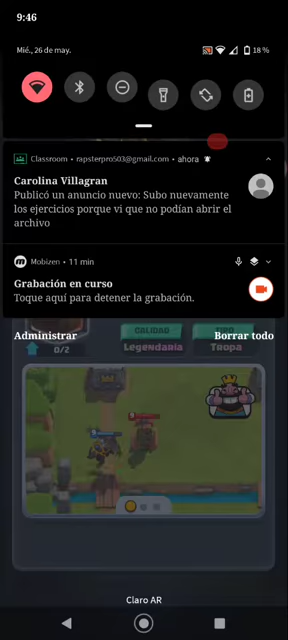 9:46
Mié, 26 de may.
18 %
Classroom • rapsterpro503@gmail.com • ahora
Carolina Villagran
Publicó un anuncio nuevo: Subo nuevamente
los ejercicios porque vi que no podían abrir el
archivo
Mobizen • 11 min
Grabación en curso
Toque aquí para detener la grabación.
Administrar
Borrar todo
CALIDAD
TIPO
0/2
Legendaria
Tropa
Claro AR